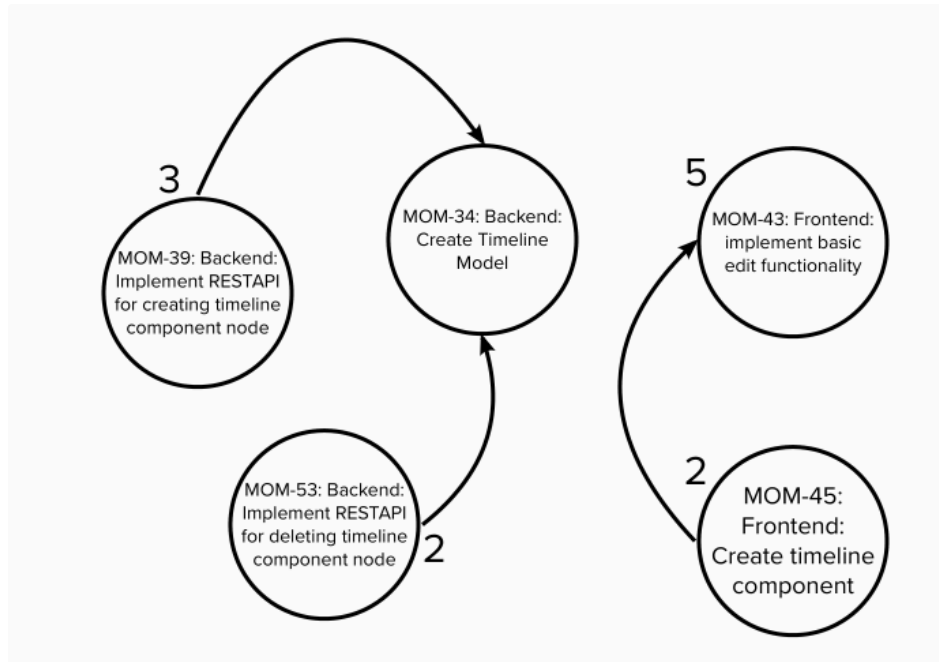 3
MOM-39: Backend:
Implement RESTAPI
for creating timeline
component node
MOM-34: Backend:
Create Timeline
Model
5
MOM-43: Frontend:
implement basic
edit functionality
MOM-53: Backend:
Implement RESTAPI
for deleting timeline
component node
2
2
MOM-45:
Frontend:
Create timeline
component